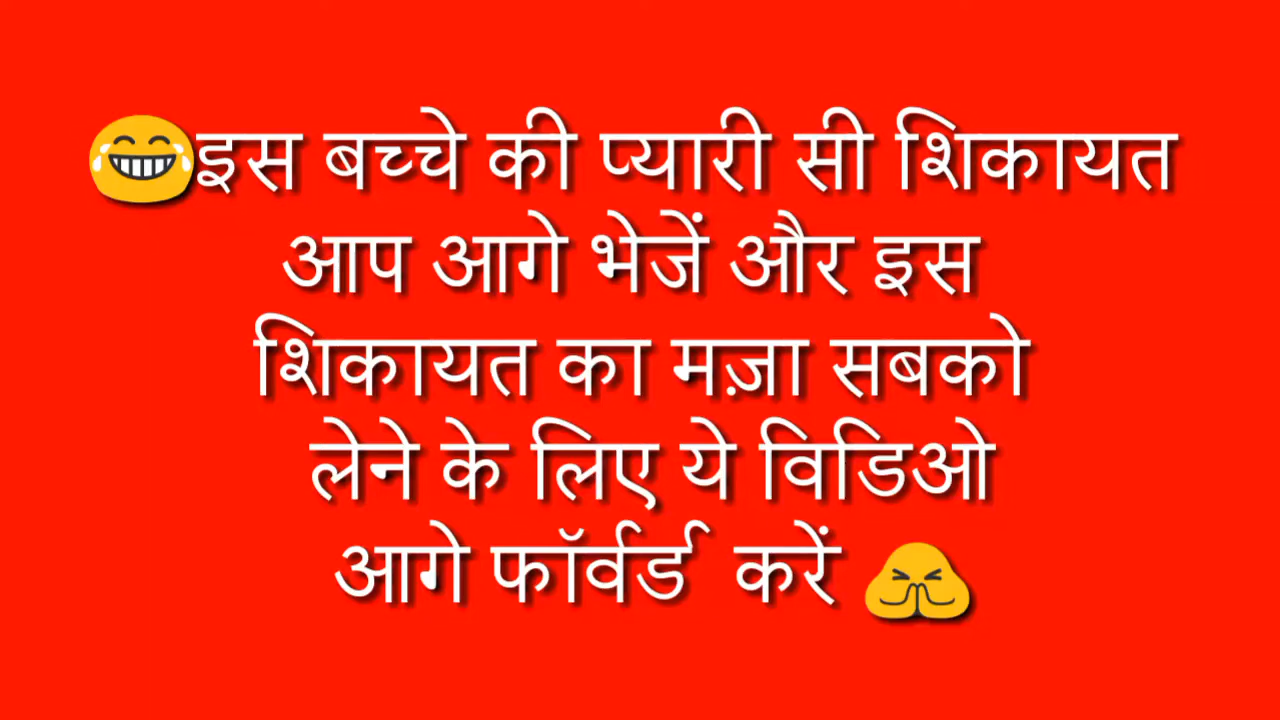 😂इस बच्चे की प्यारी सी शिकायत
आप आगे भेजें और इस
शिकायत का मज़ा सबको
लेने के लिए ये विडिओ
आगे फॉर्वर्ड करें 🙏